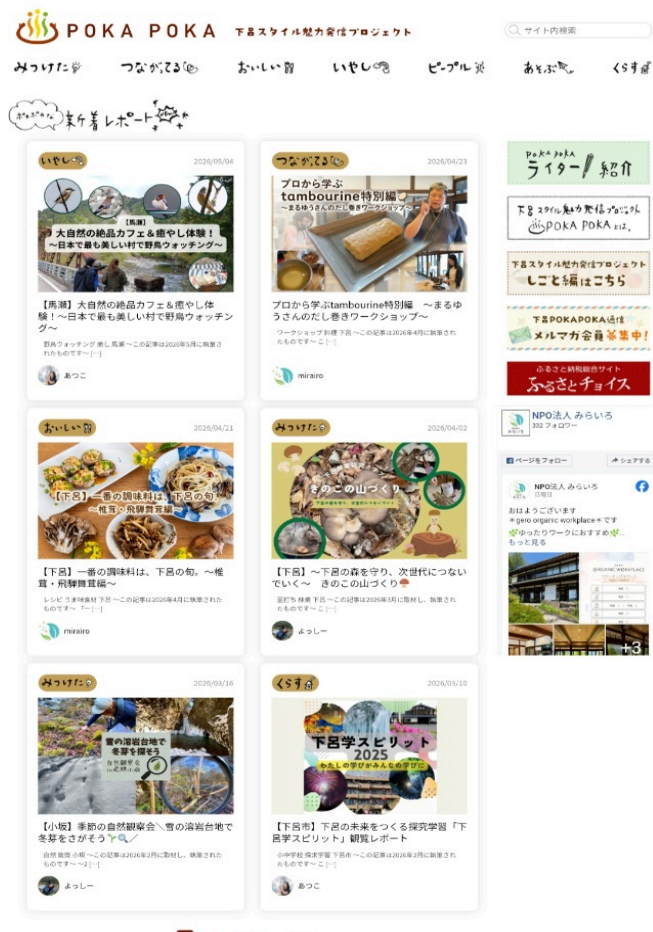 POKA POKA 下呂スタイル魅力発信プロジェクト
サイト内検索
みつけた つながってる おいしい いやし ピープル あそぶ くらす
ぽかぽかな 新着レポート
いやし 2026/05/04
【馬瀬】
大自然の絶品カフェ&癒やし体験!
〜日本で最も美しい村で野鳥ウォッチング〜
【馬瀬】大自然の絶品カフェ&癒やし体
験!〜日本で最も美しい村で野鳥ウォッチン
グ〜
野鳥ウォッチング 癒し 馬瀬 〜この記事は2026年5月に執筆さ
れたものです〜 […]
あつこ
つながってる 2026/04/23
プロから学ぶ
tambourine特別編
〜まるゆうさんのだし巻きワークショップ〜
プロから学ぶtambourine特別編 〜まるゆ
うさんのだし巻きワークショップ〜
ワークショップ 料理 下呂 〜この記事は2026年4月に執筆され
たものです〜 こ […]
mirairo
おいしい 2026/04/21
【下呂】一番の調味料は、下呂の旬。
〜椎茸・飛騨舞茸編〜
【下呂】一番の調味料は、下呂の旬。〜椎
茸・飛騨舞茸編〜
レシピ うま味食材 下呂 〜この記事は2026年4月に執筆された
ものです〜 「一 […]
mirairo
みつけた 2026/04/02
きのこの山づくり
【下呂】〜下呂の森を守り、次世代につない
でいく〜 きのこの山づくり🍄
菌打ち 林業 下呂 〜この記事は2026年3月に取材し、執筆され
たものです〜 こ […]
よっしー
みつけた 2026/03/16
雪の溶岩台地で
冬芽を探そう
自然観察会
【小坂】季節の自然観察会╲雪の溶岩台地で
冬芽をさがそう🌱🔍╱
自然 散策 小坂 〜この記事は2026年2月に取材し、執筆された
ものです〜 〜2 […]
よっしー
くらす 2026/03/10
下呂学スピリット
2025
わたしの学びがみんなの学びに
【下呂市】下呂の未来をつくる探究学習「下
呂学スピリット」観覧レポート
小中学校 探求学習 下呂市 〜この記事は2026年2月に執筆さ
れたものです〜 こ […]
あつこ
POKA POKA
ライター 紹介
下呂スタイル魅力発信プロジェクト
POKA POKA とは。
下呂スタイル魅力発信プロジェクト
しごと編はこちら
下呂POKAPOKA通信
メルマガ会員募集中!
ふるさと納税総合サイト
ふるさとチョイス
NPO法人 みらいろ
332 フォロワー
ページをフォロー シェアする
NPO法人 みらいろ
日曜日
おはようございます
✳︎gero organic workplace✳︎です
🌿ゆったりワークにおすすめ🌿...
もっと見る
ORGANIC WORKPLACE
+3